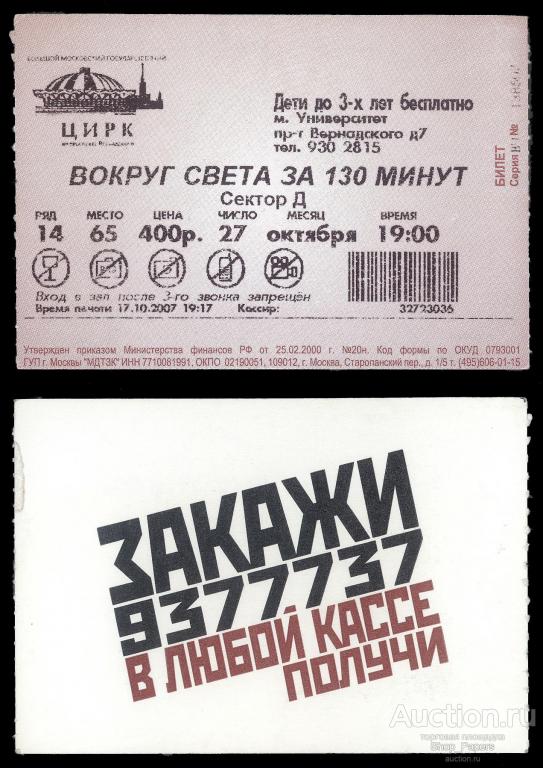 БОЛЬШОЙ МОСКОВСКИЙ ГОСУДАРСТВЕННЫЙ
ЦИРК
Дети до 3-х лет бесплатно
м. Университет
пр-т Вернадского д7
тел. 930 2815
БИЛЕТ
Серия №
ВОКРУГ СВЕТА ЗА 130 МИНУТ
Сектор Д
РЯД МЕСТО ЦЕНА ЧИСЛО МЕСЯЦ ВРЕМЯ
14 65 400р. 27 октября 19:00
Вход в зал после 3-го звонка запрещён
Время печати 17.10.2007 19:17 Кассир: 32723036
Утвержден приказом Министерства финансов РФ от 25.02.2000 г. №20н. Код формы по ОКУД 0793001
ГУП г. Москвы "МДТЗК" ИНН 7710081991, ОКПО 02190051, 109012, г. Москва, Старопанский пер., д. 1/5 т. (495)606-01-15
ЗАКАЖИ
9377737
В ЛЮБОЙ КАССЕ
ПОЛУЧИ
Auction.ru
торговая площадка
Shop_Papers
auction.ru